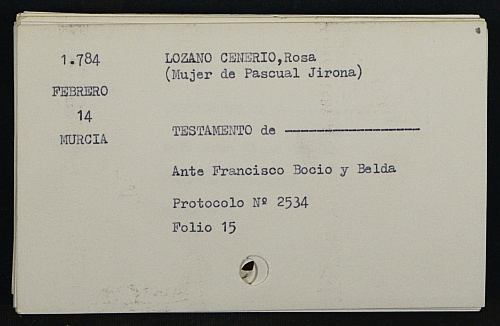 1.784
FEBRERO
14
MURCIA
LOZANO CENERIO,Rosa
(Mujer de Pascual Jirona)
TESTAMENTO de -------------------
Ante Francisco Bocio y Belda
Protocolo Nº 2534
Folio 15